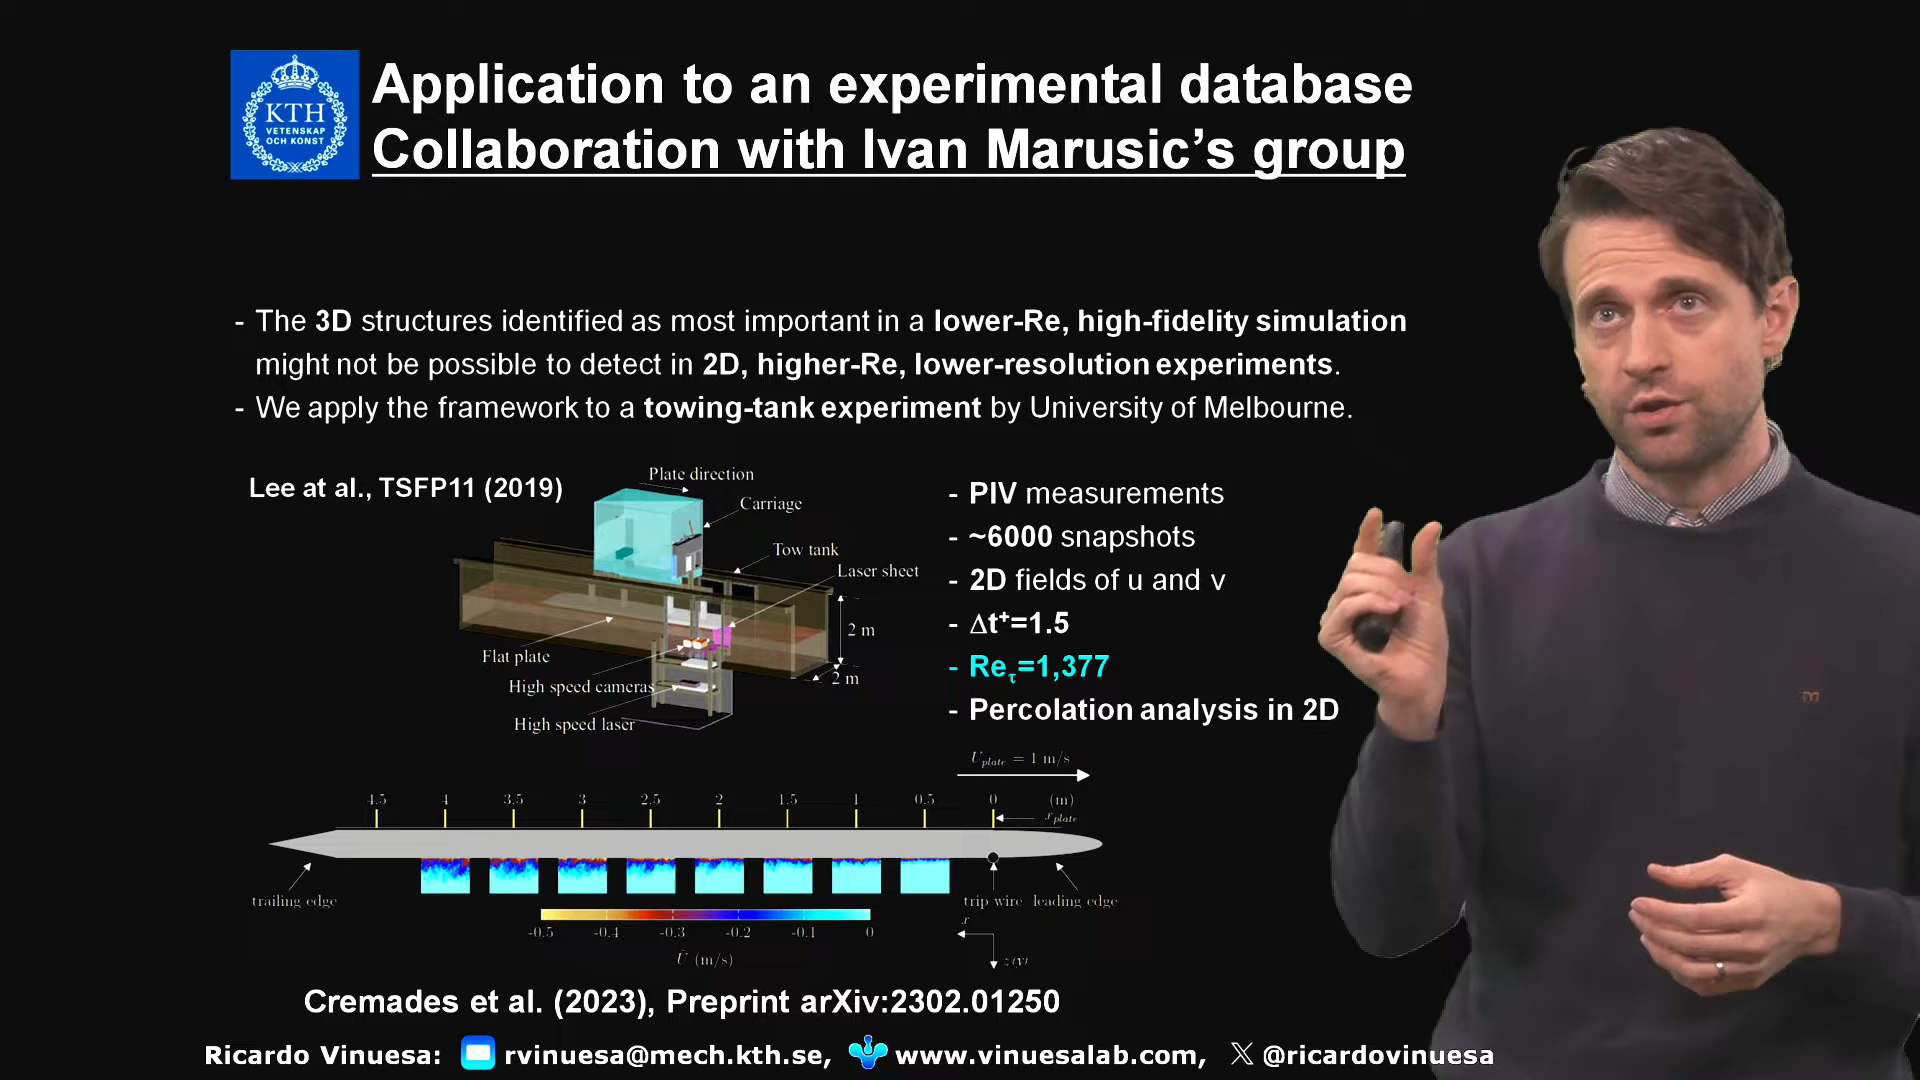 KTH
VETENSKAP
OCH KONST
Application to an experimental database
Collaboration with Ivan Marusic’s group
- The 3D structures identified as most important in a lower-Re, high-fidelity simulation
might not be possible to detect in 2D, higher-Re, lower-resolution experiments.
- We apply the framework to a towing-tank experiment by University of Melbourne.
Lee at al., TSFP11 (2019)
Plate direction
Carriage
Tow tank
Laser sheet
2 m
2 m
Flat plate
High speed cameras
High speed laser
- PIV measurements
- ~6000 snapshots
- 2D fields of u and v
- Δt⁺=1.5
- Reτ=1,377
- Percolation analysis in 2D
U_plate = 1 m/s
4.5 4 3.5 3 2.5 2 1.5 1 0.5 0 (m)
x_plate
trailing edge
trip wire leading edge
x
z(y)
-0.5 -0.4 -0.3 -0.2 -0.1 0
(m/s)
Cremades et al. (2023), Preprint arXiv:2302.01250
Ricardo Vinuesa: rvinuesa@mech.kth.se, www.vinuesalab.com, X @ricardovinuesa